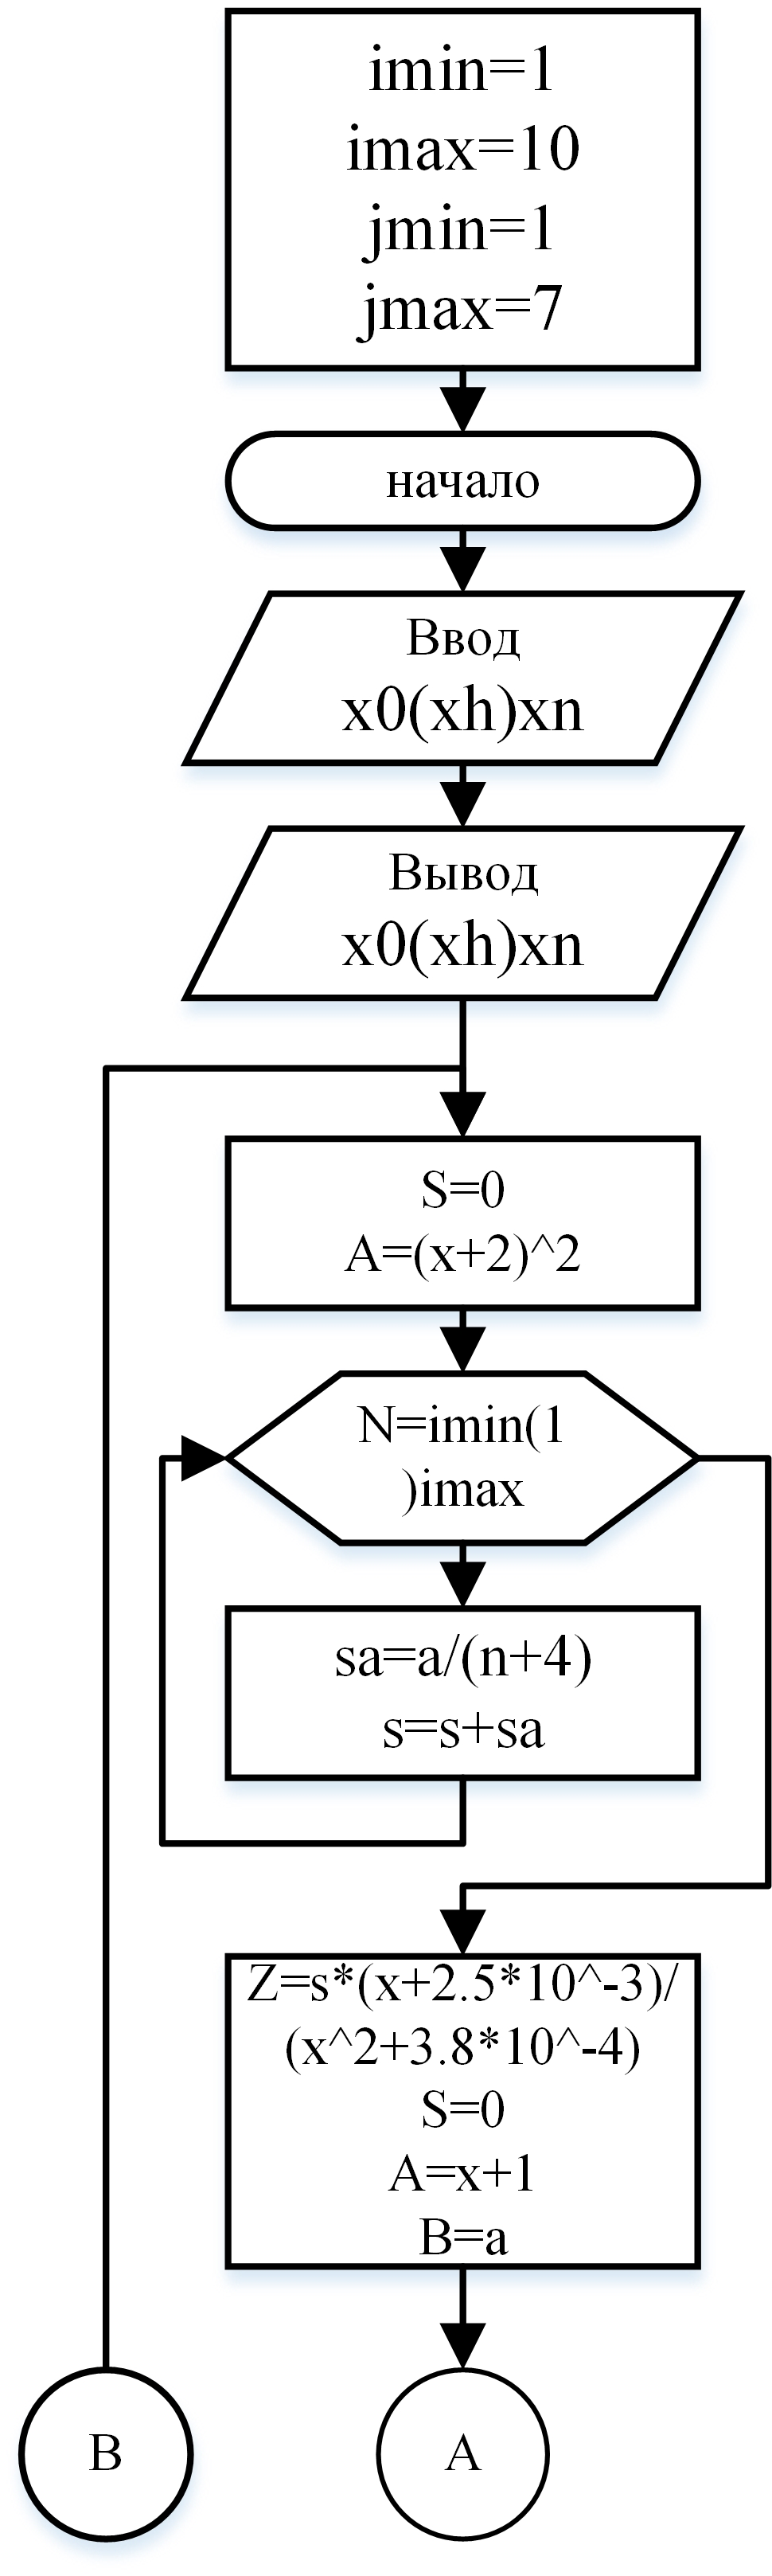 imin=1
imax=10
jmin=1
jmax=7
начало
Ввод
x0(xh)xn
Вывод
x0(xh)xn
S=0
A=(x+2)^2
N=imin(1
)imax
sa=a/(n+4)
s=s+sa
Z=s*(x+2.5*10^-3)/
(x^2+3.8*10^-4)
S=0
A=x+1
B=a
B
A